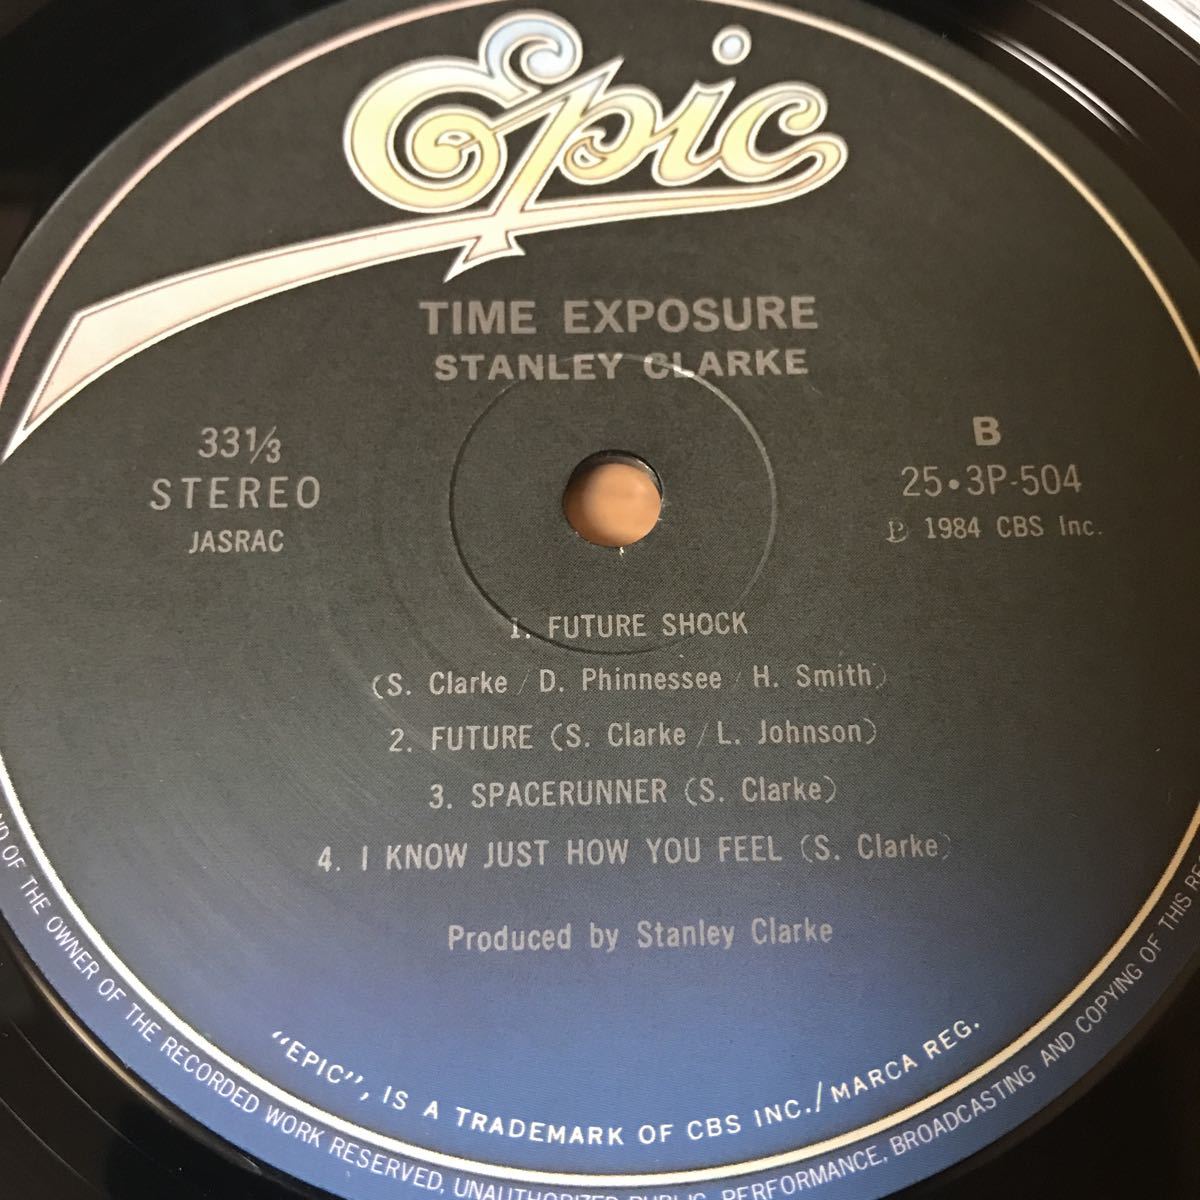 Epic
TIME EXPOSURE
STANLEY CLARKE
33 1/3
STEREO
JASRAC
B
25・3P-504
℗ 1984 CBS Inc.
1. FUTURE SHOCK
(S. Clarke / D. Phinnessee / H. Smith)
2. FUTURE (S. Clarke / L. Johnson)
3. SPACERUNNER (S. Clarke)
4. I KNOW JUST HOW YOU FEEL (S. Clarke)
Produced by Stanley Clarke
"EPIC", IS A TRADEMARK OF CBS INC./MARCA REG.
OF THE OWNER OF THE RECORDED WORK RESERVED, UNAUTHORIZED PUBLIC PERFORMANCE, BROADCASTING AND COPYING OF THIS